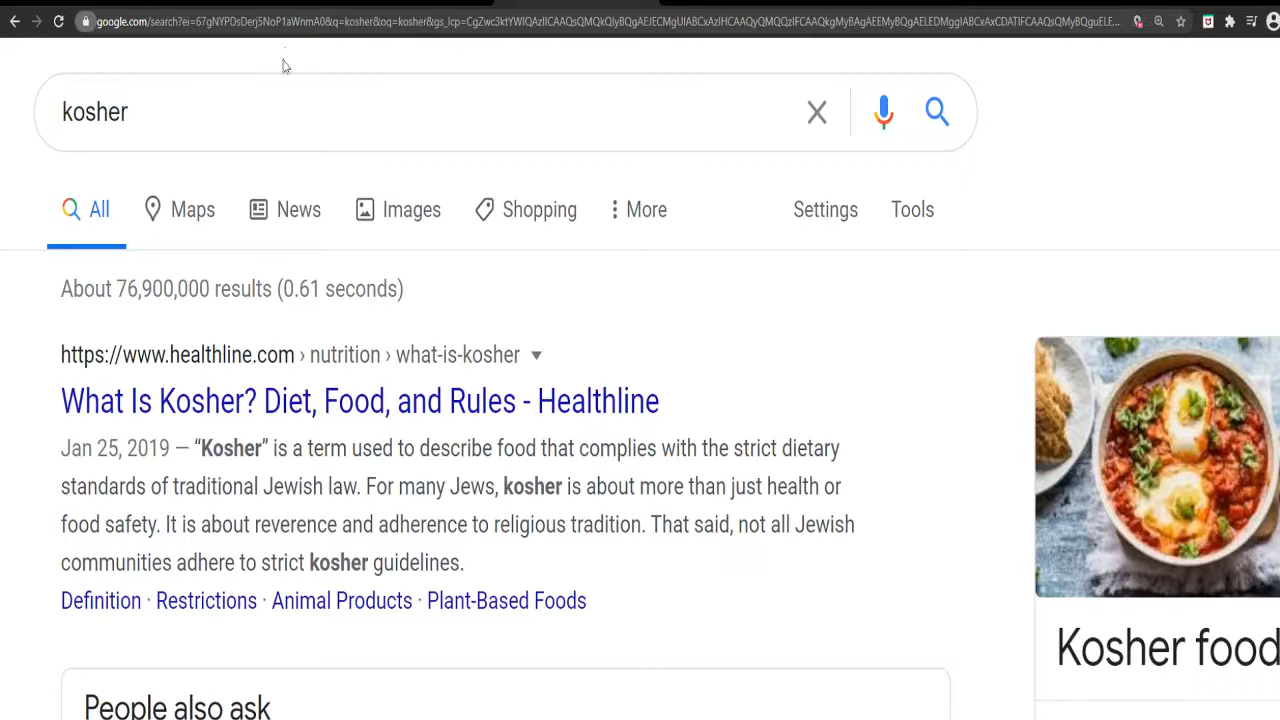 google.com/search?
kosher
All Maps News Images Shopping More Settings Tools
About 76,900,000 results (0.61 seconds)
https://www.healthline.com › nutrition › what-is-kosher
What Is Kosher? Diet, Food, and Rules - Healthline
Jan 25, 2019 — “Kosher” is a term used to describe food that complies with the strict dietary
standards of traditional Jewish law. For many Jews, kosher is about more than just health or
food safety. It is about reverence and adherence to religious tradition. That said, not all Jewish
communities adhere to strict kosher guidelines.
Definition · Restrictions · Animal Products · Plant-Based Foods
Kosher food
People also ask